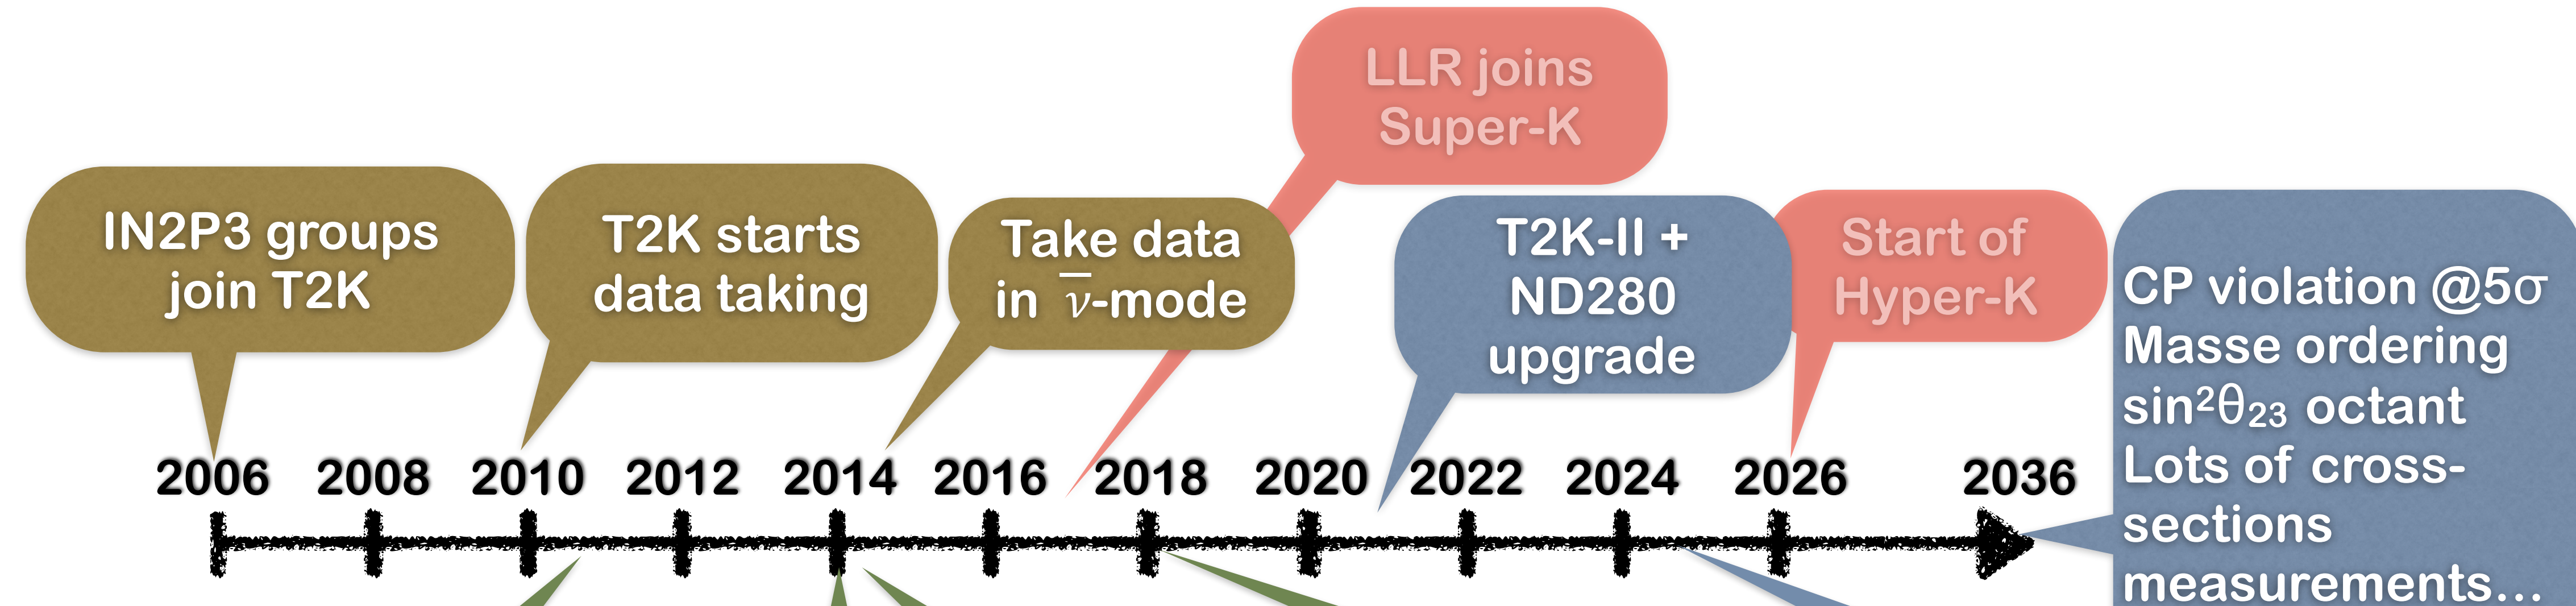 LLR joins
Super-K
IN2P3 groups
join T2K
T2K starts
data taking
Take data
in ν̅-mode
T2K-II +
ND280
upgrade
Start of
Hyper-K
CP violation @5σ
Masse ordering
sin²θ₂₃ octant
Lots of cross-
sections
measurements...
2006 2008 2010 2012 2014 2016 2018 2020 2022 2024 2026 2036